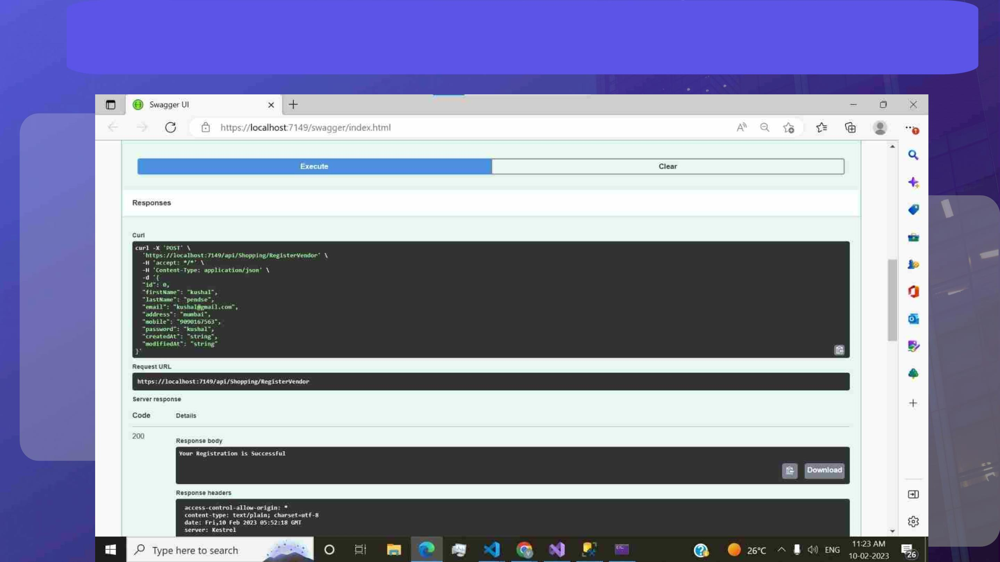 Swagger UI
https://localhost:7149/swagger/index.html
Execute
Clear
Responses
Curl
curl -X 'POST' \
'https://localhost:7149/api/Shopping/RegisterVendor' \
-H 'accept: */*' \
-H 'Content-Type: application/json' \
-d '{
"id": 0,
"firstName": "kushal",
"lastName": "pendse",
"email": "kushal@gmail.com",
"address": "mumbai",
"mobile": "9090167563",
"password": "kushal",
"createdAt": "string",
"modifiedAt": "string"
}'
Request URL
https://localhost:7149/api/Shopping/RegisterVendor
Server response
Code Details
200
Response body
Your Registration is Successful
Download
Response headers
access-control-allow-origin: *
content-type: text/plain; charset=utf-8
date: Fri,10 Feb 2023 05:52:18 GMT
server: Kestrel
Type here to search
26°C
ENG
11:23 AM
10-02-2023
26